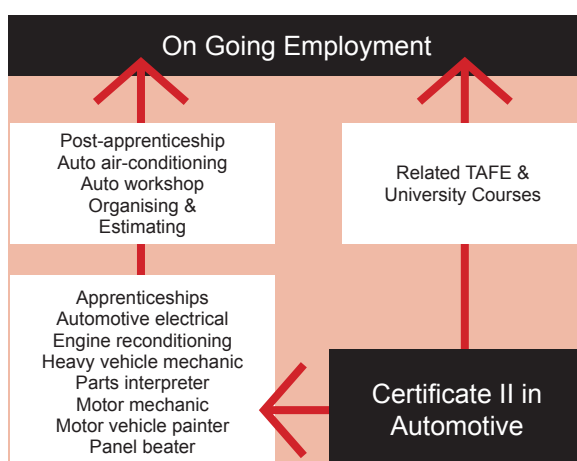 On Going Employment
Post-apprenticeship
Auto air-conditioning
Auto workshop
Organising &
Estimating
Related TAFE &
University Courses
Apprenticeships
Automotive electrical
Engine reconditioning
Heavy vehicle mechanic
Parts interpreter
Motor mechanic
Motor vehicle painter
Panel beater
Certificate II in
Automotive